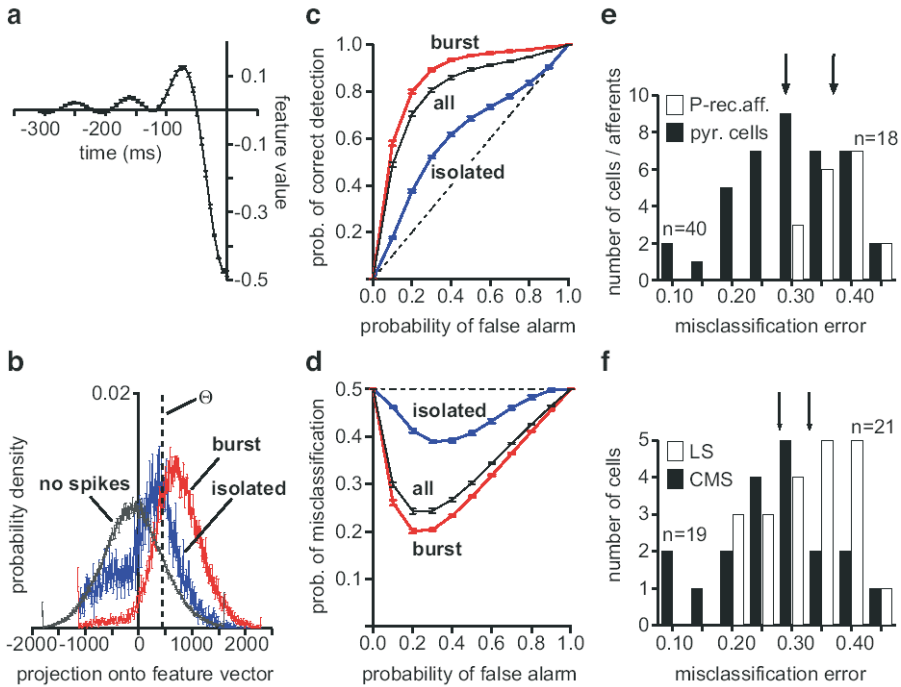 a
0.1
-0.1
-0.3
-0.5
-300
-200
-100
time (ms)
feature value
b
0.02
Θ
burst
no spikes
isolated
probability density
-2000
-1000
0
1000
2000
projection onto feature vector
c
1.0
0.8
0.6
0.4
0.2
burst
all
isolated
prob. of correct detection
0.0
0.2
0.4
0.6
0.8
1.0
probability of false alarm
d
0.5
0.4
0.3
0.2
0.1
isolated
all
burst
prob. of misclassification
0.0
0.2
0.4
0.6
0.8
1.0
probability of false alarm
e
P-rec.aff.
pyr. cells
n=18
n=40
10
8
6
4
2
0
number of cells / afferents
0.10
0.20
0.30
0.40
misclassification error
f
LS
CMS
n=21
n=19
5
4
3
2
1
0
number of cells
0.10
0.20
0.30
0.40
misclassification error